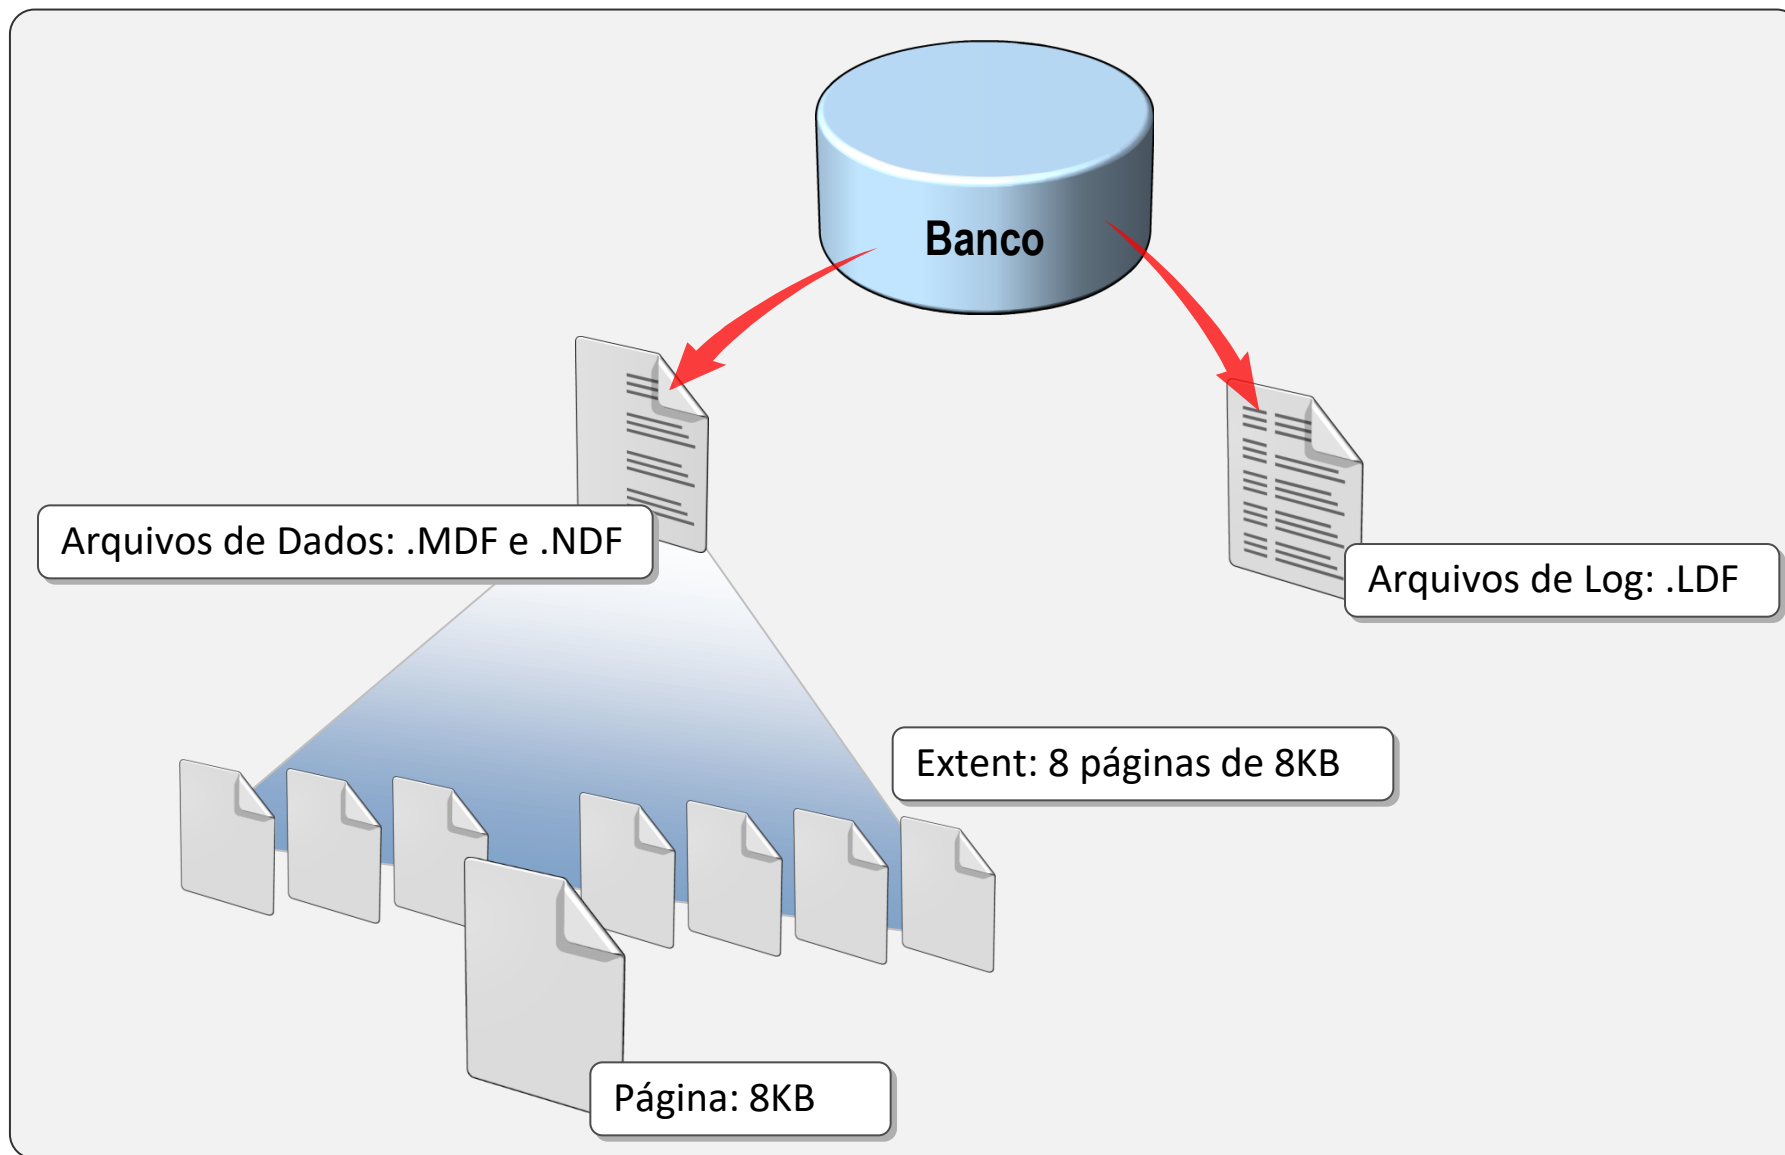 Banco
Arquivos de Dados: .MDF e .NDF
Arquivos de Log: .LDF
Extent: 8 páginas de 8KB
Página: 8KB